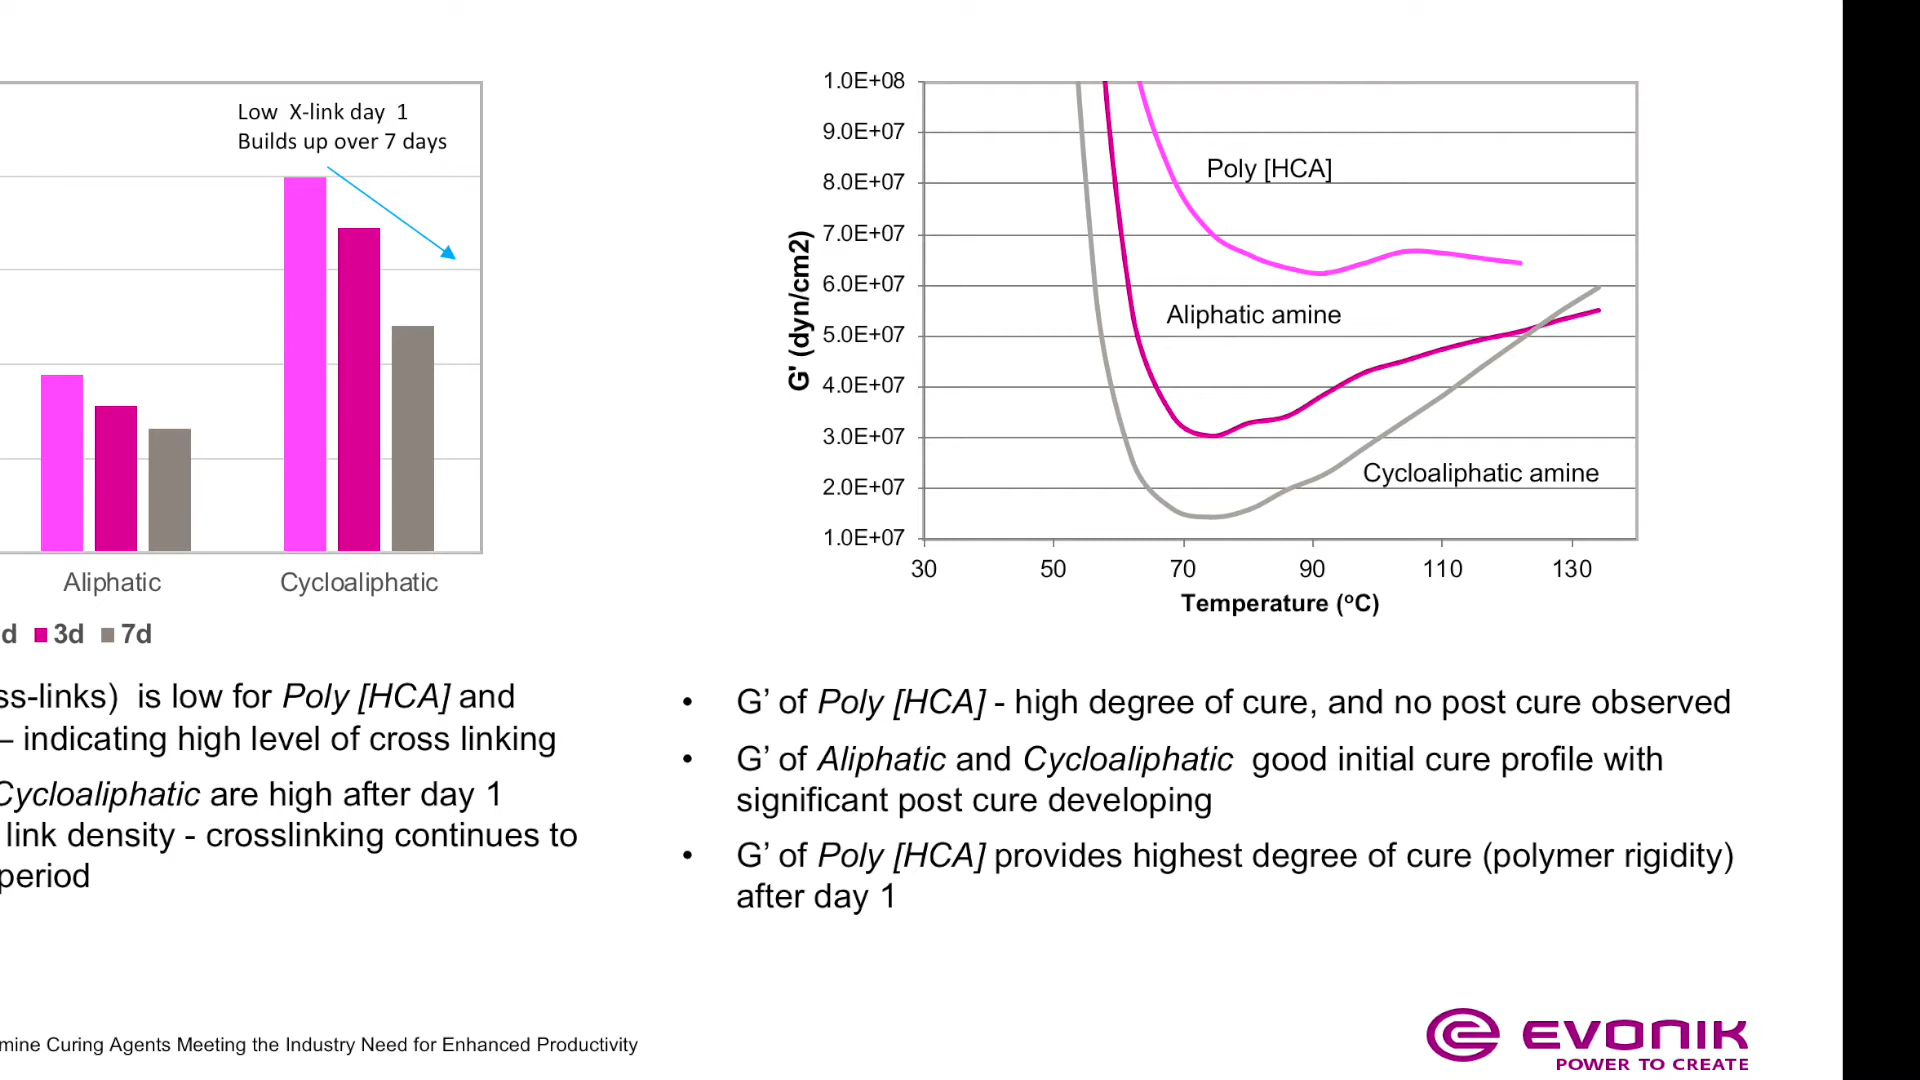 Low X-link day 1
Builds up over 7 days
Aliphatic
Cycloaliphatic
d 3d 7d
ss-links) is low for Poly [HCA] and
– indicating high level of cross linking
Cycloaliphatic are high after day 1
link density - crosslinking continues to
period
1.0E+08
9.0E+07
8.0E+07
7.0E+07
6.0E+07
5.0E+07
4.0E+07
3.0E+07
2.0E+07
1.0E+07
G' (dyn/cm2)
Poly [HCA]
Aliphatic amine
Cycloaliphatic amine
30 50 70 90 110 130
Temperature (ºC)
• G’ of Poly [HCA] - high degree of cure, and no post cure observed
• G’ of Aliphatic and Cycloaliphatic good initial cure profile with
significant post cure developing
• G’ of Poly [HCA] provides highest degree of cure (polymer rigidity)
after day 1
mine Curing Agents Meeting the Industry Need for Enhanced Productivity
EVONIK
POWER TO CREATE